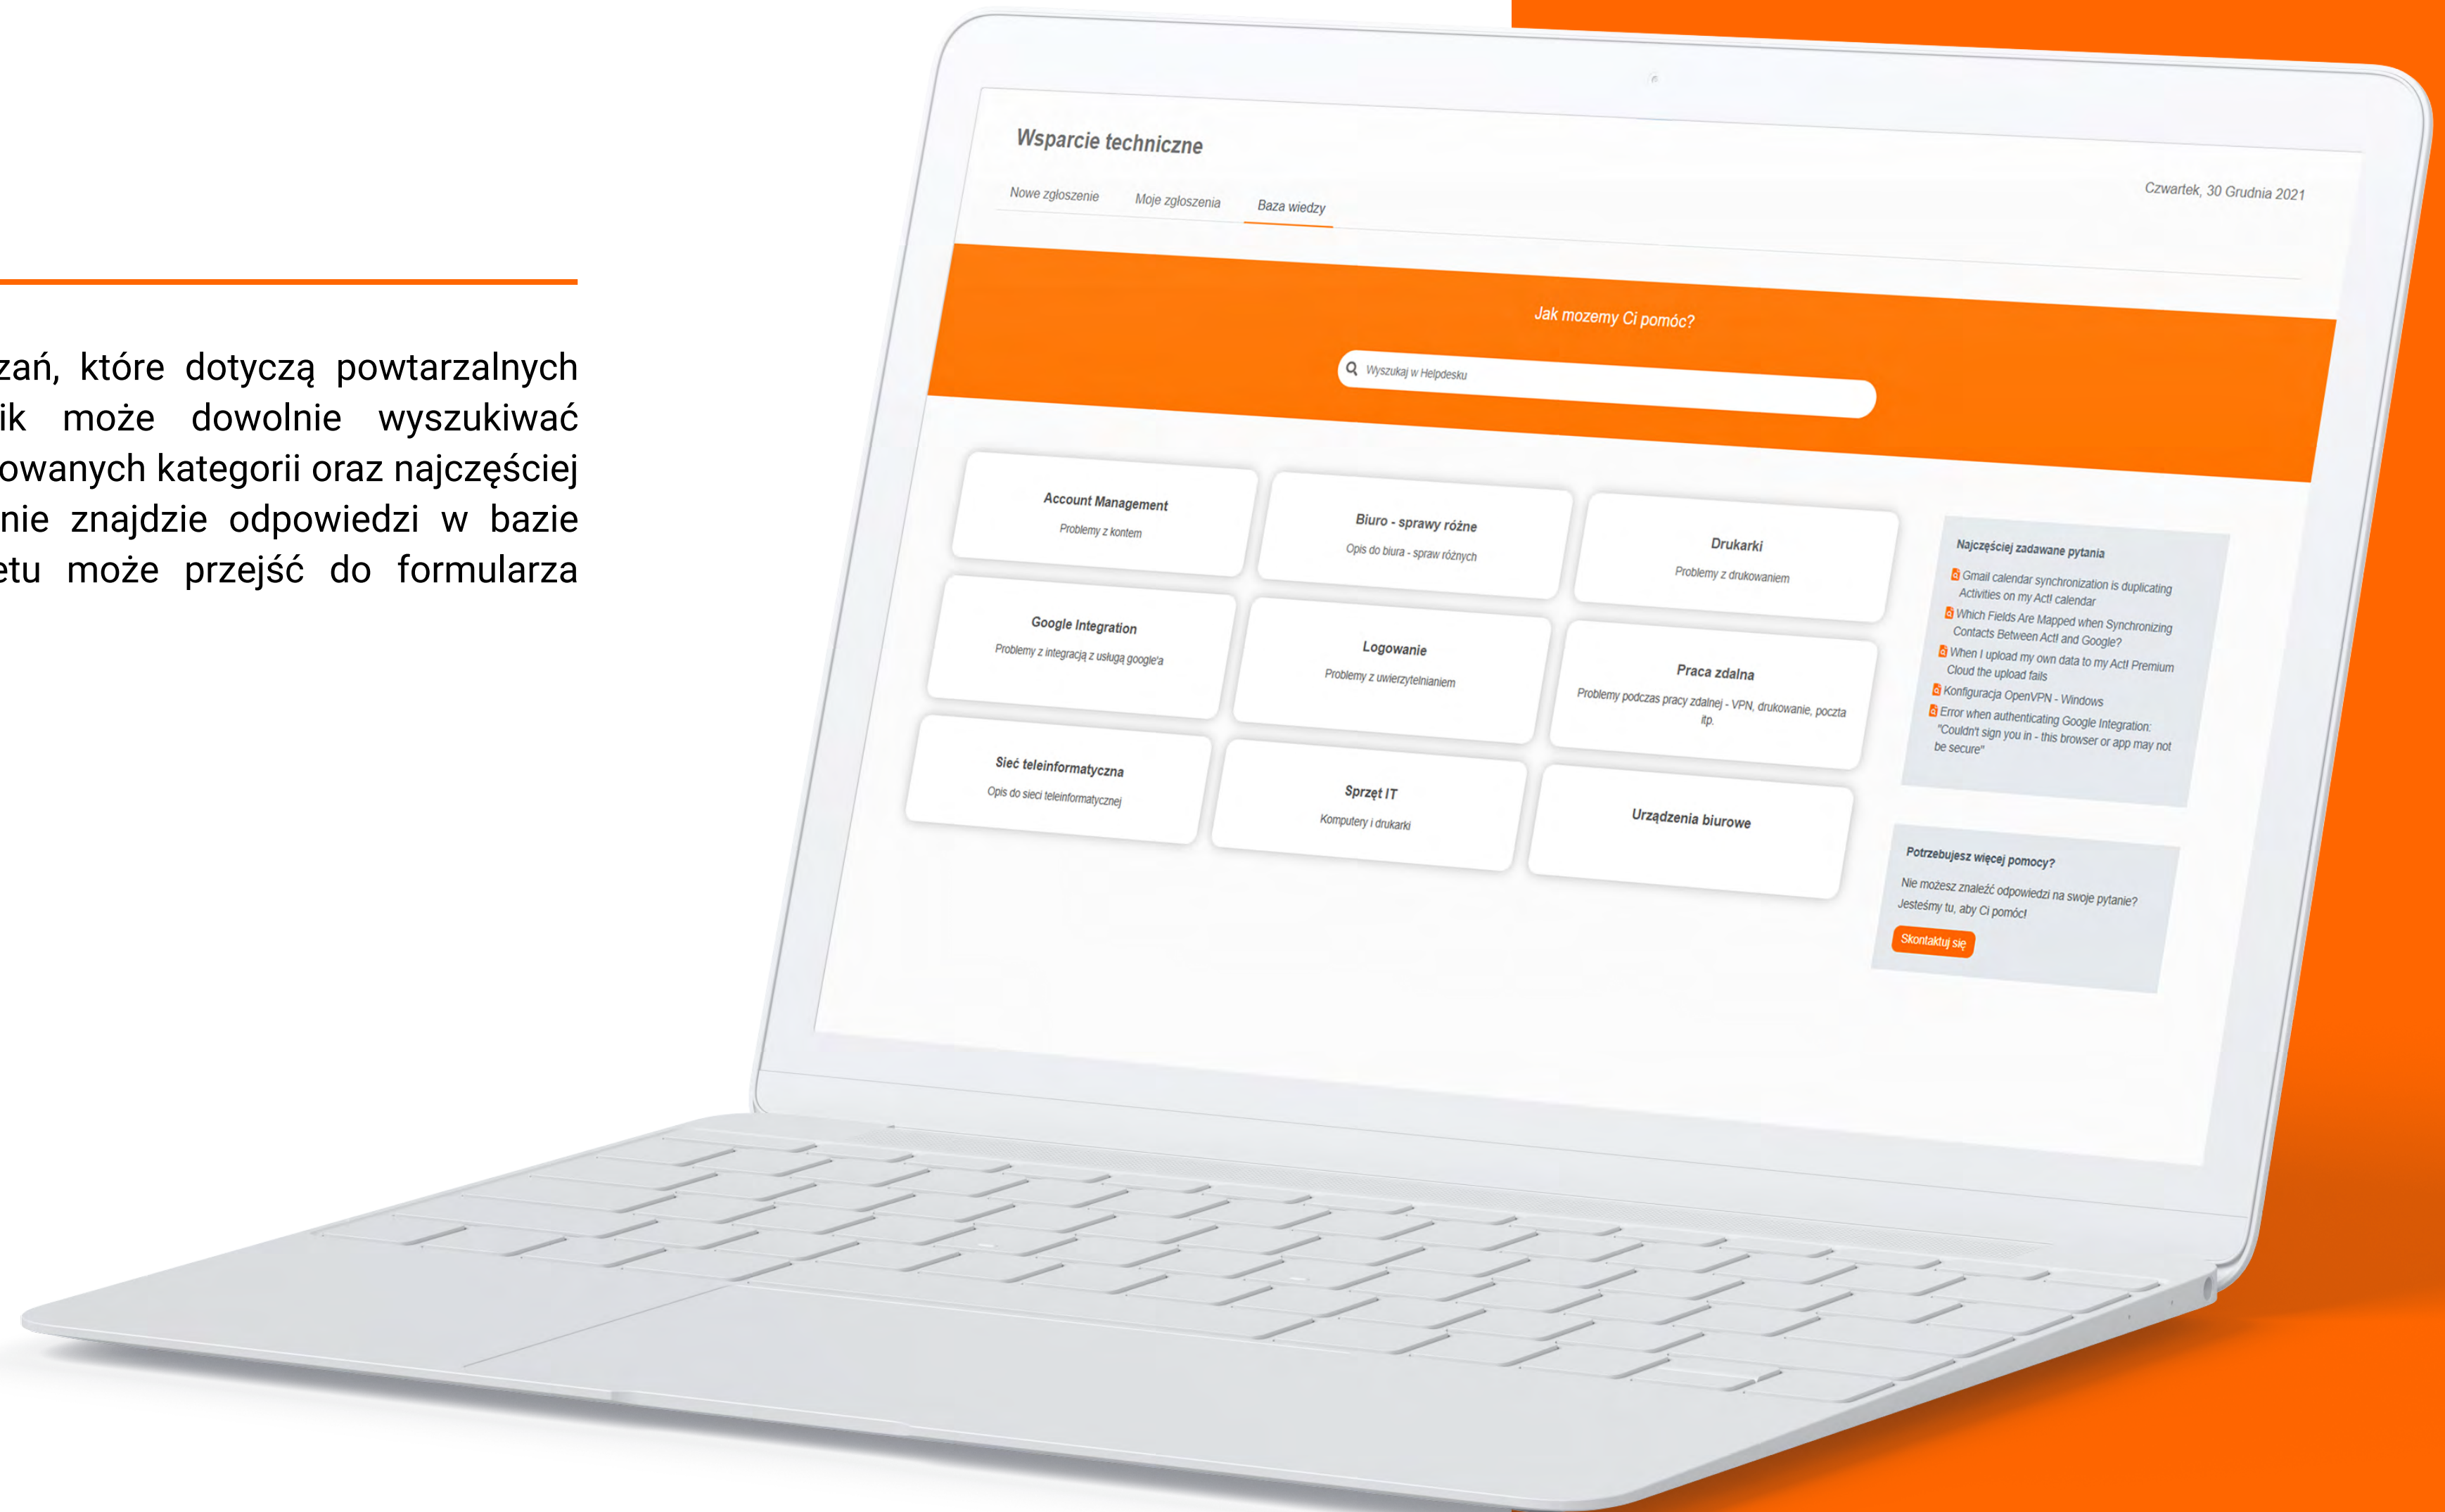 zań, które dotyczą powtarzalnych
ik może dowolnie wyszukiwać
owanych kategorii oraz najczęściej
nie znajdzie odpowiedzi w bazie
etu może przejść do formularza
Wsparcie techniczne
Czwartek, 30 Grudnia 2021
Nowe zgłoszenie Moje zgłoszenia Baza wiedzy
Jak mozemy Ci pomóc?
Wyszukaj w Helpdesku
Account Management
Problemy z kontem
Biuro - sprawy różne
Opis do biura - spraw różnych
Drukarki
Problemy z drukowaniem
Google Integration
Problemy z integracją z usługą google'a
Logowanie
Problemy z uwierzytelnianiem
Praca zdalna
Problemy podczas pracy zdalnej - VPN, drukowanie, poczta
itp.
Sieć teleinformatyczna
Opis do sieci teleinformatycznej
Sprzęt IT
Komputery i drukarki
Urządzenia biurowe
Najczęściej zadawane pytania
Gmail calendar synchronization is duplicating
Activities on my Act! calendar
Which Fields Are Mapped when Synchronizing
Contacts Between Act! and Google?
When I upload my own data to my Act! Premium
Cloud the upload fails
Konfiguracja OpenVPN - Windows
Error when authenticating Google Integration:
"Couldn't sign you in - this browser or app may not
be secure"
Potrzebujesz więcej pomocy?
Nie możesz znaleźć odpowiedzi na swoje pytanie?
Jesteśmy tu, aby Ci pomóc!
Skontaktuj się